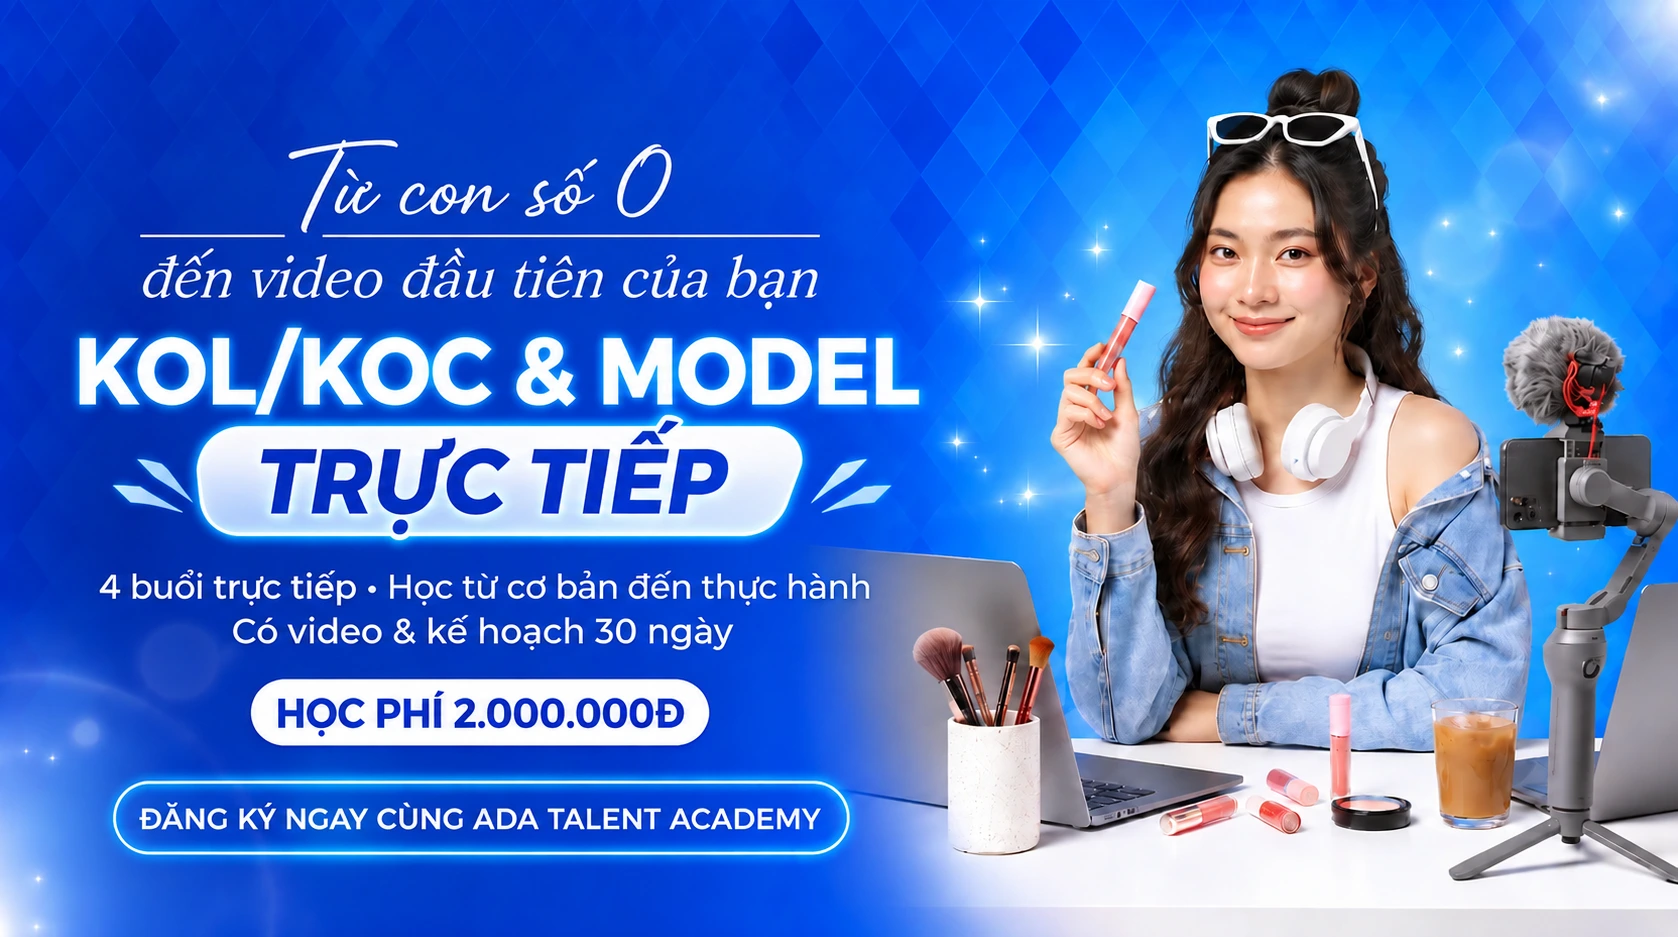 Từ con số 0
đến video đầu tiên của bạn
KOL/KOC & MODEL
TRỰC TIẾP
4 buổi trực tiếp • Học từ cơ bản đến thực hành
Có video & kế hoạch 30 ngày
HỌC PHÍ 2.000.000Đ
ĐĂNG KÝ NGAY CÙNG ADA TALENT ACADEMY